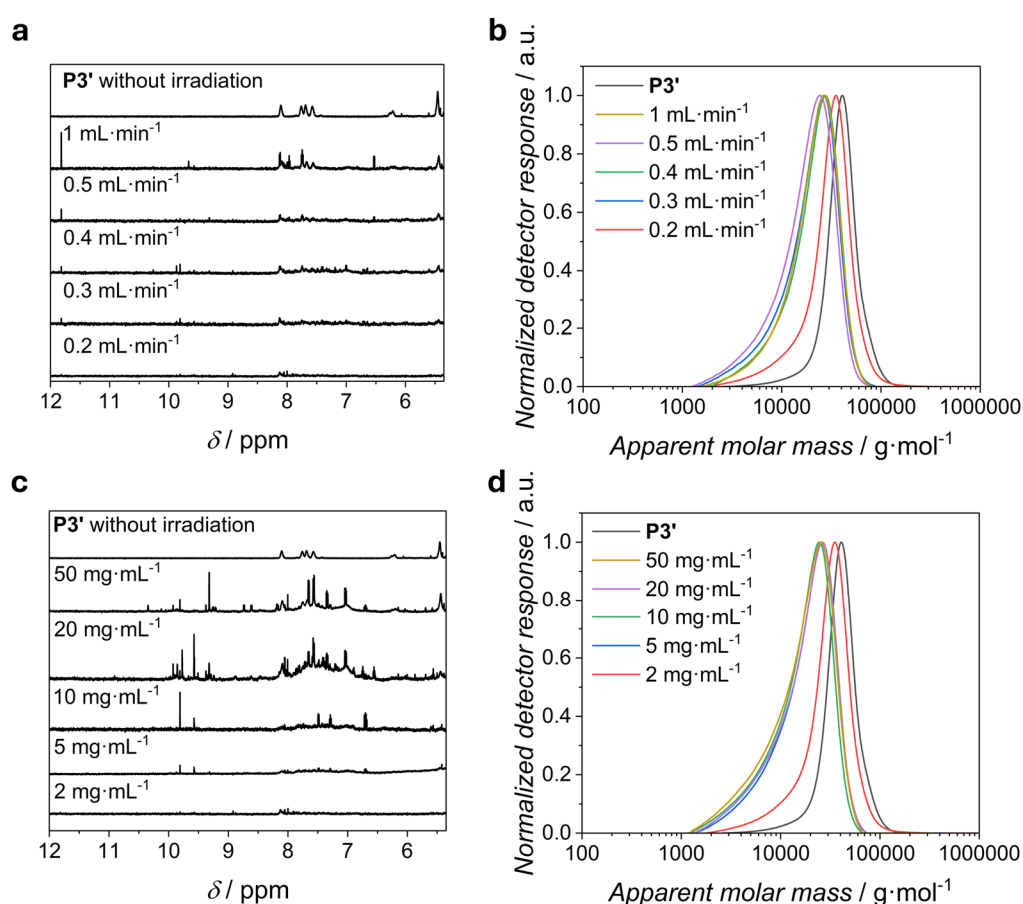 a
P3' without irradiation
1 mL·min⁻¹
0.5 mL·min⁻¹
0.4 mL·min⁻¹
0.3 mL·min⁻¹
0.2 mL·min⁻¹
12 11 10 9 8 7 6
δ / ppm
b
Normalized detector response / a.u.
1.0
0.8
0.6
0.4
0.2
0.0
P3'
1 mL·min⁻¹
0.5 mL·min⁻¹
0.4 mL·min⁻¹
0.3 mL·min⁻¹
0.2 mL·min⁻¹
100 1000 10000 100000 1000000
Apparent molar mass / g·mol⁻¹
c
P3' without irradiation
50 mg·mL⁻¹
20 mg·mL⁻¹
10 mg·mL⁻¹
5 mg·mL⁻¹
2 mg·mL⁻¹
12 11 10 9 8 7 6
δ / ppm
d
Normalized detector response / a.u.
1.0
0.8
0.6
0.4
0.2
0.0
P3'
50 mg·mL⁻¹
20 mg·mL⁻¹
10 mg·mL⁻¹
5 mg·mL⁻¹
2 mg·mL⁻¹
100 1000 10000 100000 1000000
Apparent molar mass / g·mol⁻¹